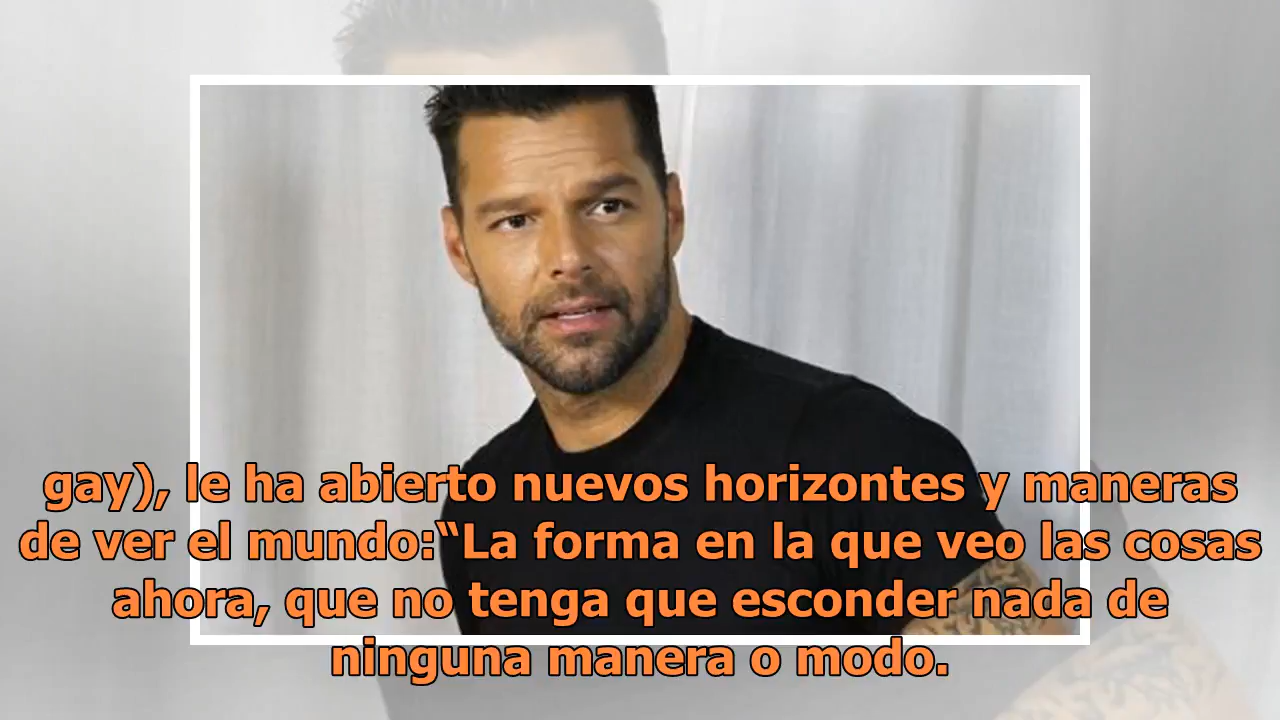 gay), le ha abierto nuevos horizontes y maneras
de ver el mundo:“La forma en la que veo las cosas
ahora, que no tenga que esconder nada de
ninguna manera o modo.